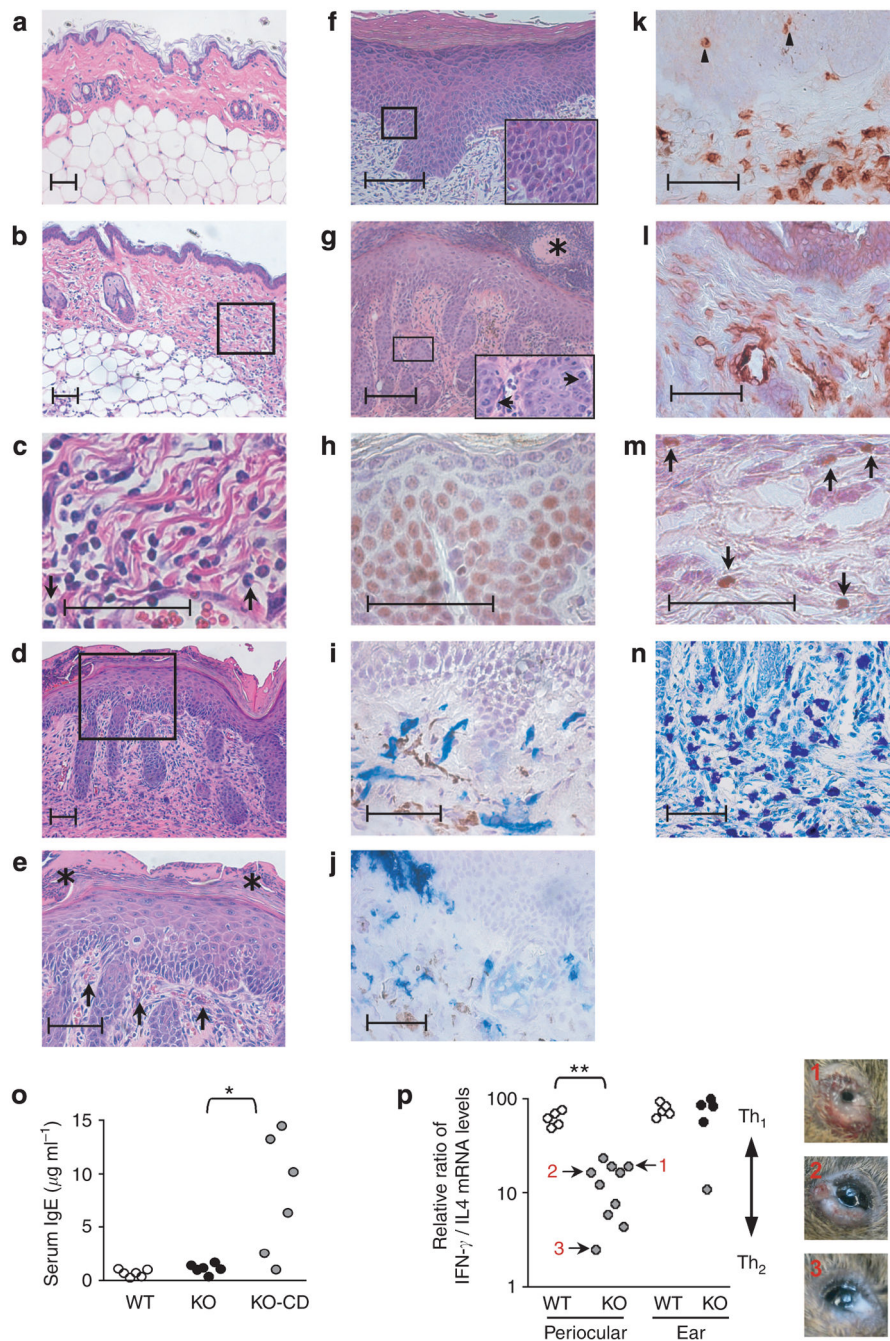 a
f
k
b
g
*
l
c
h
m
d
i
n
e
* *
j
o
*
Serum IgE (µg ml⁻¹)
15
10
5
0
WT KO KO-CD
p
**
Relative ratio of
IFN-γ / IL4 mRNA levels
100
10
1
2
1
3
WT KO WT KO
Periocular Ear
Th₁
Th₂
1
2
3